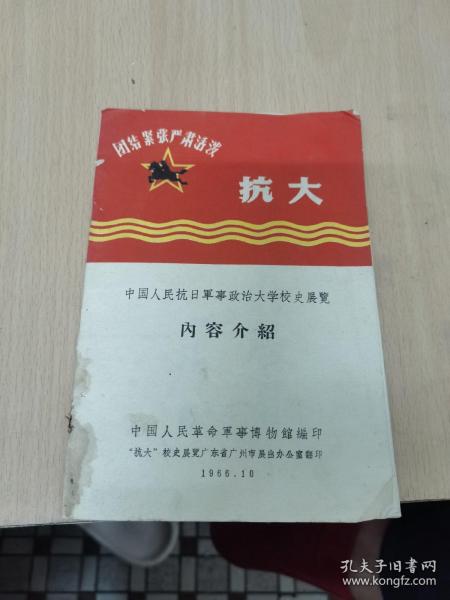 团结紧张严肃活泼
抗大
中国人民抗日軍事政治大学校史展覽
內容介紹
中国人民革命軍事博物館編印
“抗大”校史展覽广东省广州市展出办公室翻印
1966.10
孔夫子旧书网
www.kongfz.com